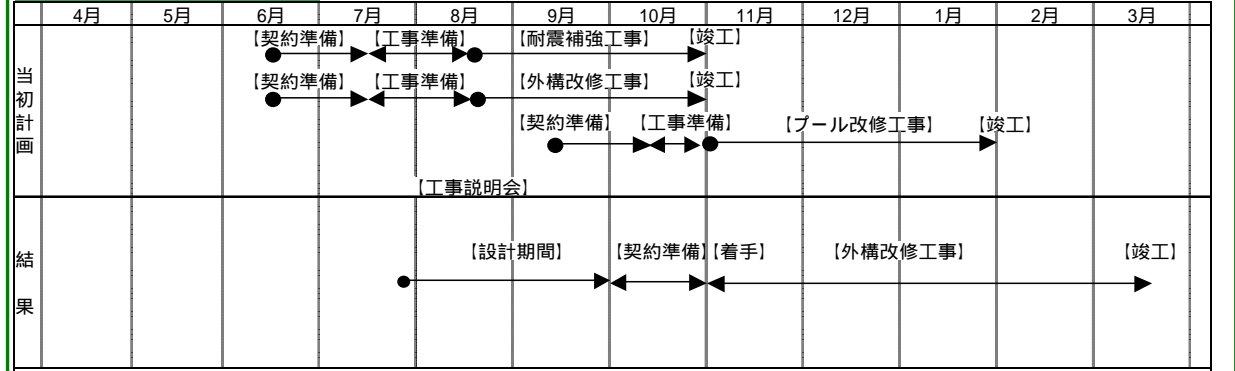 4月 5月 6月 7月 8月 9月 10月 11月 12月 1月 2月 3月
当初計画
【契約準備】 【工事準備】 【耐震補強工事】 【竣工】
【契約準備】 【工事準備】 【外構改修工事】 【竣工】
【契約準備】 【工事準備】 【プール改修工事】 【竣工】
【工事説明会】
結果
【設計期間】 【契約準備】 【着手】 【外構改修工事】 【竣工】